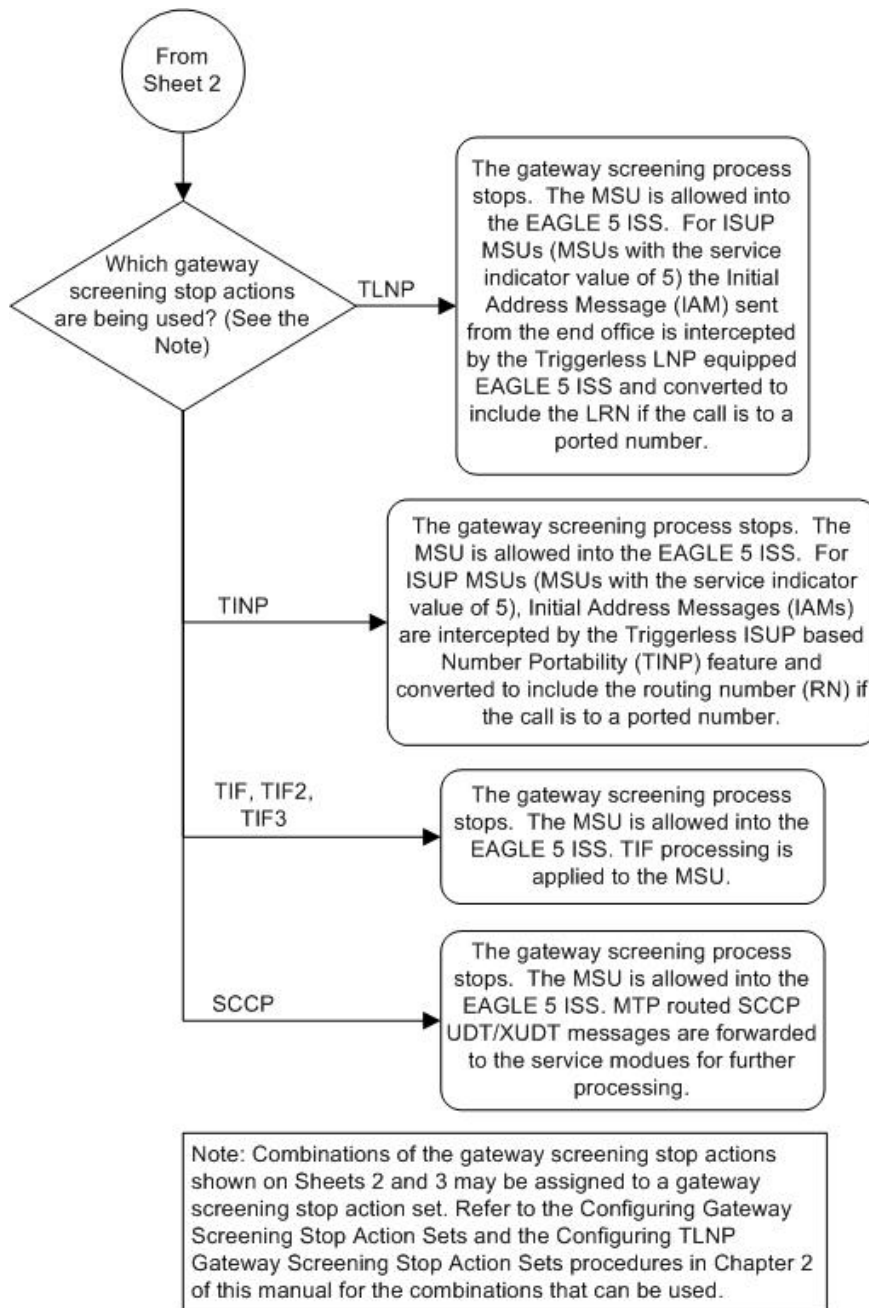 From
Sheet 2
Which gateway
screening stop actions
are being used? (See the
Note)
TLNP
The gateway screening process
stops.  The MSU is allowed into
the EAGLE 5 ISS.  For ISUP
MSUs (MSUs with the service
indicator value of 5) the Initial
Address Message (IAM) sent
from the end office is intercepted
by the Triggerless LNP equipped
EAGLE 5 ISS and converted to
include the LRN if the call is to a
ported number.
TINP
The gateway screening process stops.  The
MSU is allowed into the EAGLE 5 ISS.  For
ISUP MSUs (MSUs with the service indicator
value of 5), Initial Address Messages (IAMs)
are intercepted by the Triggerless ISUP based
Number Portability (TINP) feature and
converted to include the routing number (RN) if
the call is to a ported number.
TIF, TIF2,
TIF3
The gateway screening process
stops.  The MSU is allowed into the
EAGLE 5 ISS. TIF processing is
applied to the MSU.
SCCP
The gateway screening process
stops.  The MSU is allowed into the
EAGLE 5 ISS. MTP routed SCCP
UDT/XUDT messages are forwarded
to the service modues for further
processing.
Note: Combinations of the gateway screening stop actions
shown on Sheets 2 and 3 may be assigned to a gateway
screening stop action set. Refer to the Configuring Gateway
Screening Stop Action Sets and the Configuring TLNP
Gateway Screening Stop Action Sets procedures in Chapter 2
of this manual for the combinations that can be used.